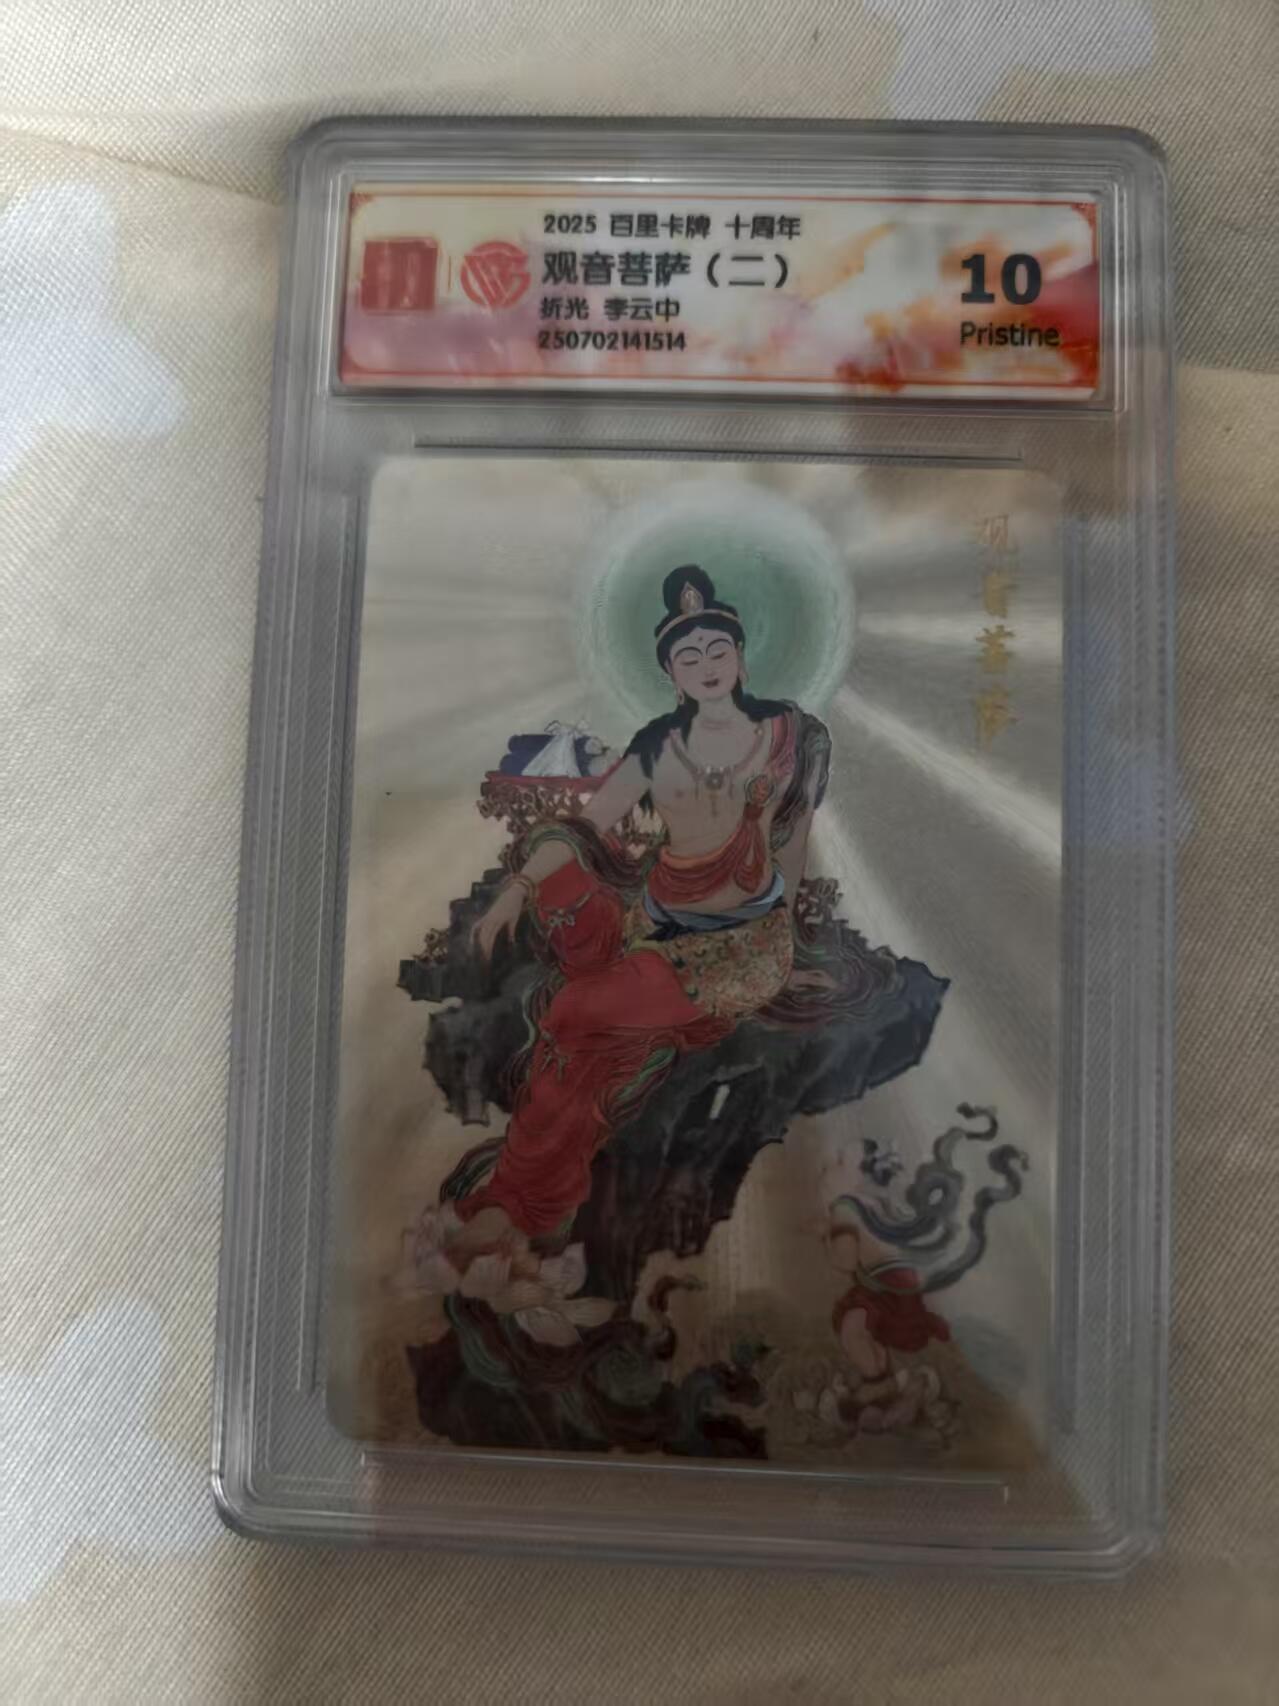 2025 百里卡牌 十周年
观音菩萨（二）
折光 李云中
250702141514
10
Pristine
观音菩萨